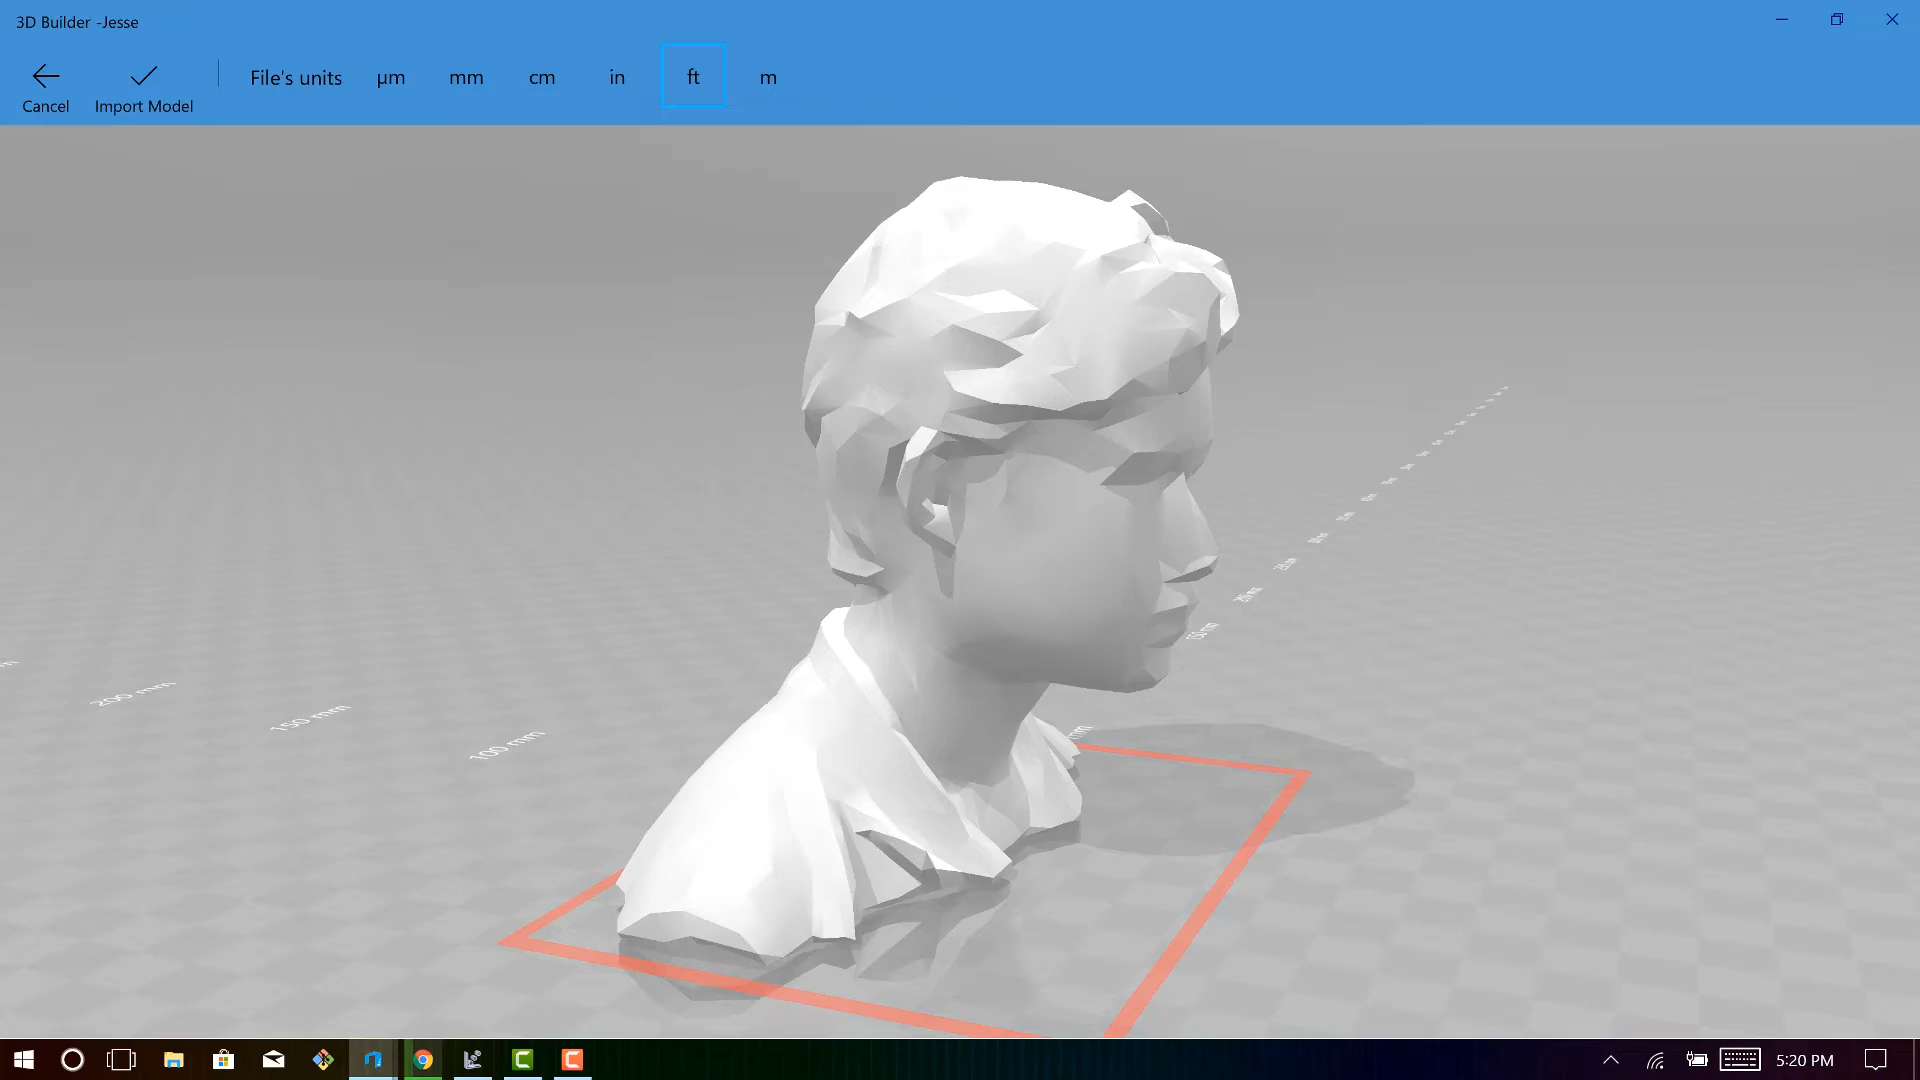 3D Builder -Jesse
File's units µm mm cm in ft m
Cancel Import Model
200 mm
150 mm
100 mm
5:20 PM